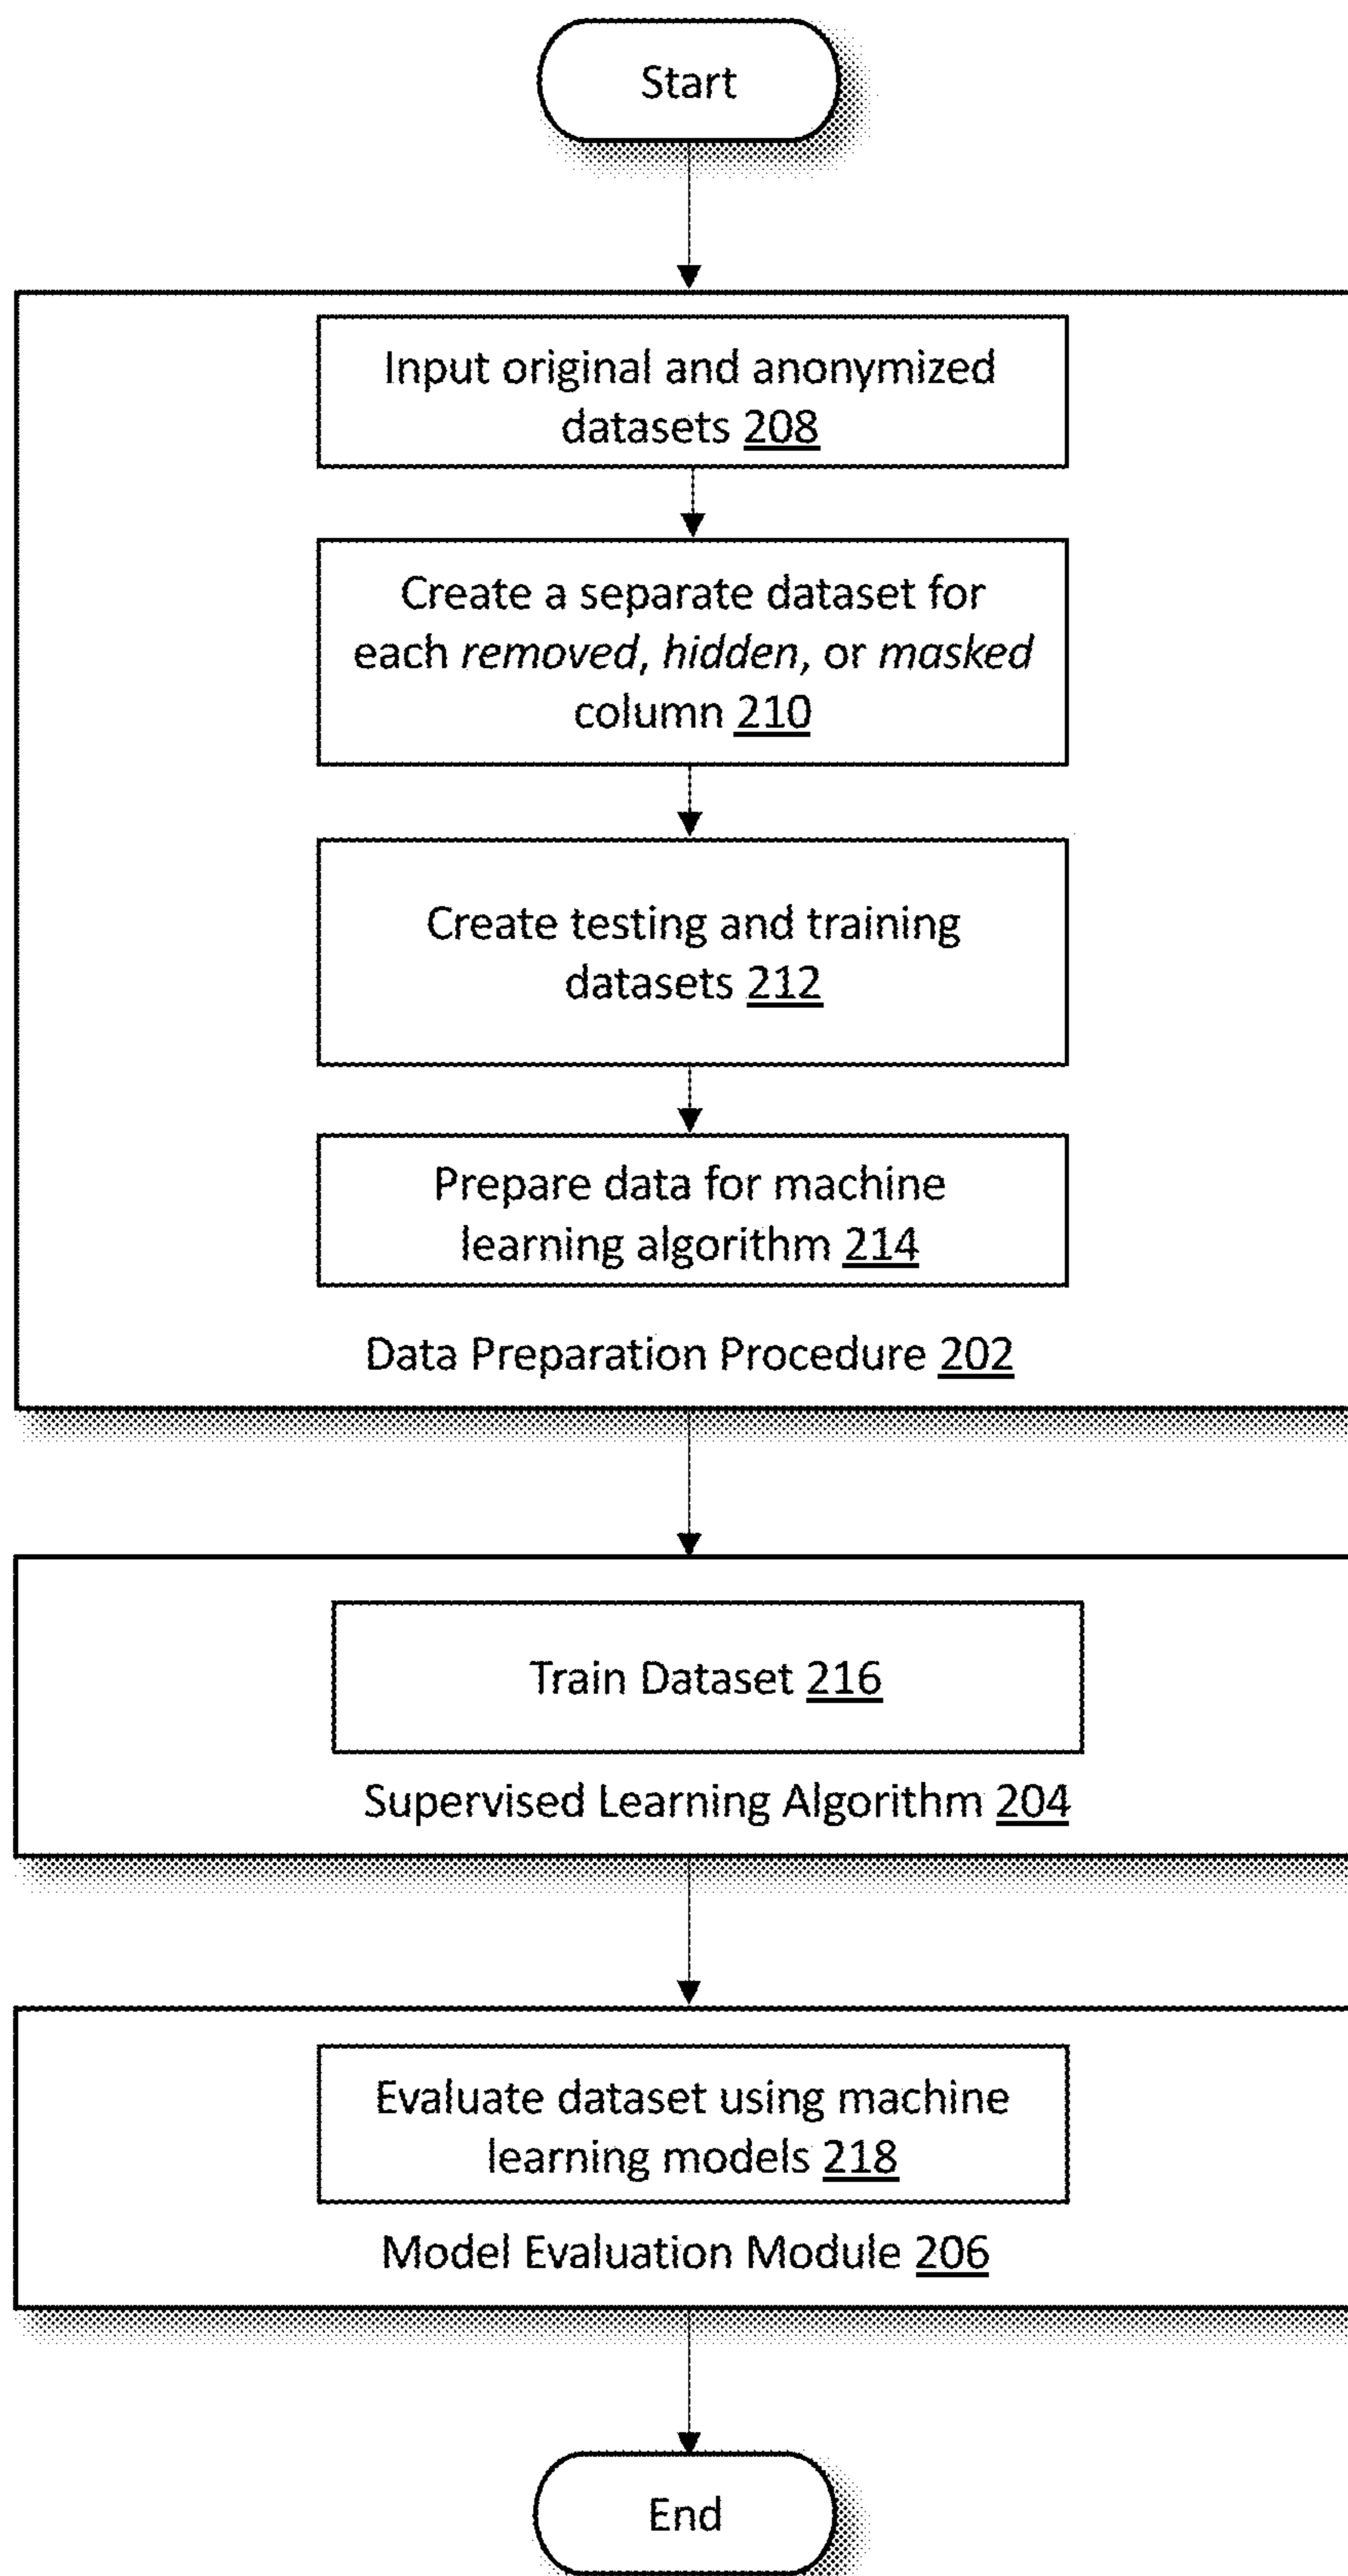 Start
Input original and anonymized
datasets 208
Create a separate dataset for
each removed, hidden, or masked
column 210
Create testing and training
datasets 212
Prepare data for machine
learning algorithm 214
Data Preparation Procedure 202
Train Dataset 216
Supervised Learning Algorithm 204
Evaluate dataset using machine
learning models 218
Model Evaluation Module 206
End